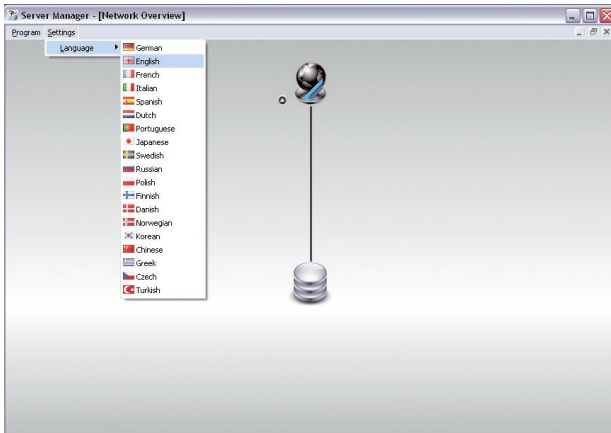 Server Manager - [Network Overview]
Program Settings
Language
German
English
French
Italian
Spanish
Dutch
Portuguese
Japanese
Swedish
Russian
Polish
Finnish
Danish
Norwegian
Korean
Chinese
Greek
Czech
Turkish